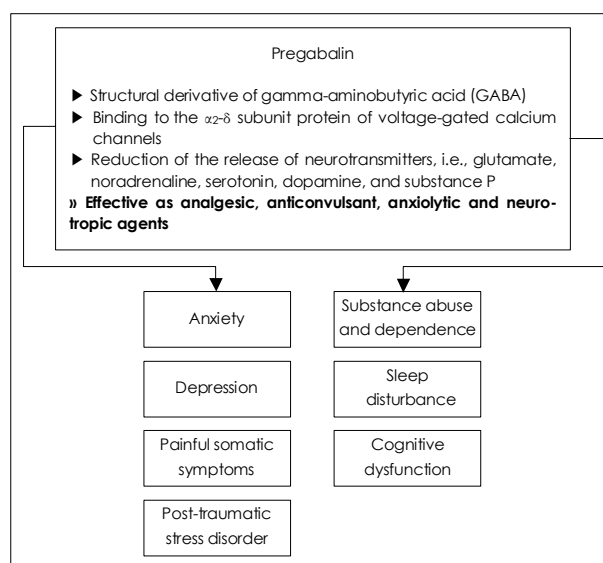 Pregabalin
▶ Structural derivative of gamma-aminobutyric acid (GABA)
▶ Binding to the α2-δ subunit protein of voltage-gated calcium
channels
▶ Reduction of the release of neurotransmitters, i.e., glutamate,
noradrenaline, serotonin, dopamine, and substance P
» Effective as analgesic, anticonvulsant, anxiolytic and neuro-
tropic agents
Anxiety
Depression
Painful somatic
symptoms
Post-traumatic
stress disorder
Substance abuse
and dependence
Sleep
disturbance
Cognitive
dysfunction